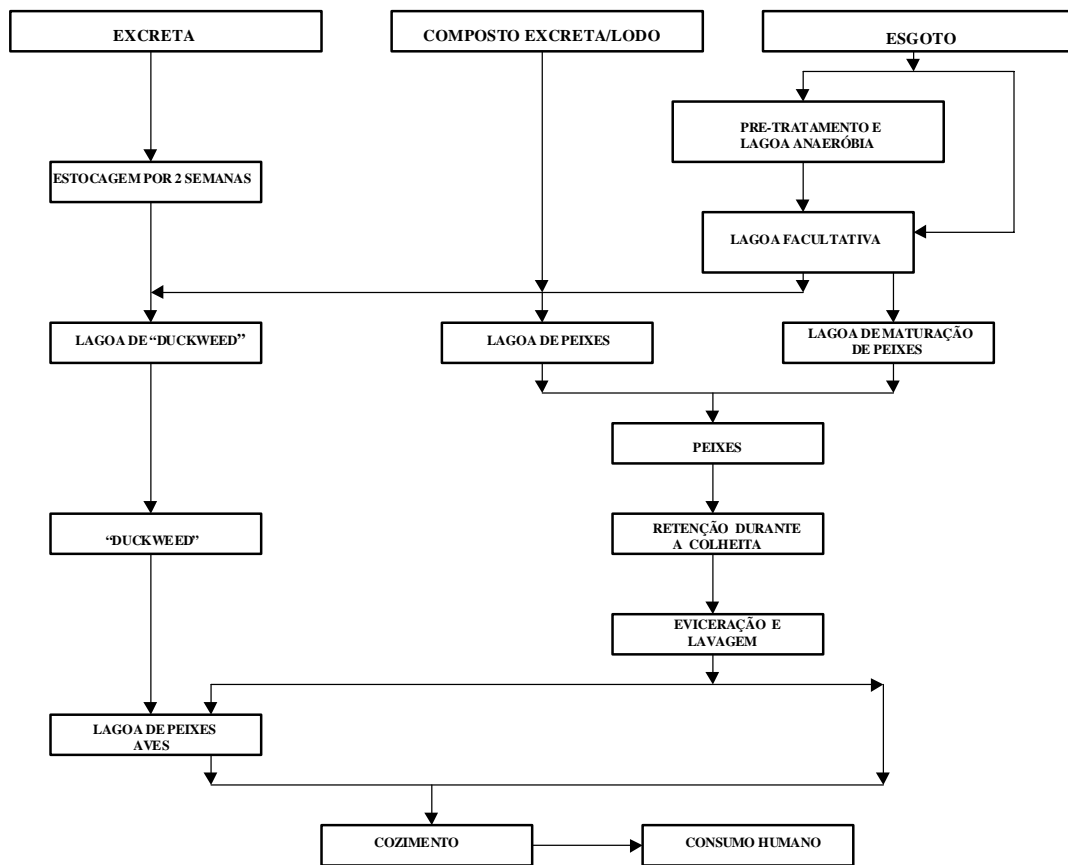 EXCRETA
COMPOSTO EXCRETA/LODO
ESGOTO
PRE-TRATAMENTO E
LAGOA ANAERÓBIA
ESTOCAGEM POR 2 SEMANAS
LAGOA FACULTATIVA
LAGOA DE “DUCKWEED”
LAGOA DE PEIXES
LAGOA DE MATURAÇÃO
DE PEIXES
PEIXES
“DUCKWEED”
RETENÇÃO DURANTE
A COLHEITA
EVICERAÇÃO E
LAVAGEM
LAGOA DE PEIXES
AVES
COZIMENTO
CONSUMO HUMANO